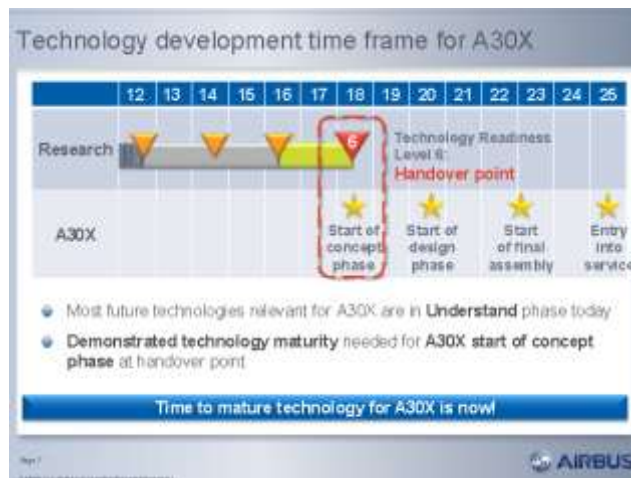 Technology development time frame for A30X
12 13 14 15 16 17 18 19 20 21 22 23 24 25
Research
6
Technology Readiness
Level 6:
Handover point
A30X
Start of
concept
phase
Start of
design
phase
Start
of final
assembly
Entry
into
service
Most future technologies relevant for A30X are in Understand phase today
Demonstrated technology maturity needed for A30X start of concept
phase at handover point
Time to mature technology for A30X is now!
AIRBUS